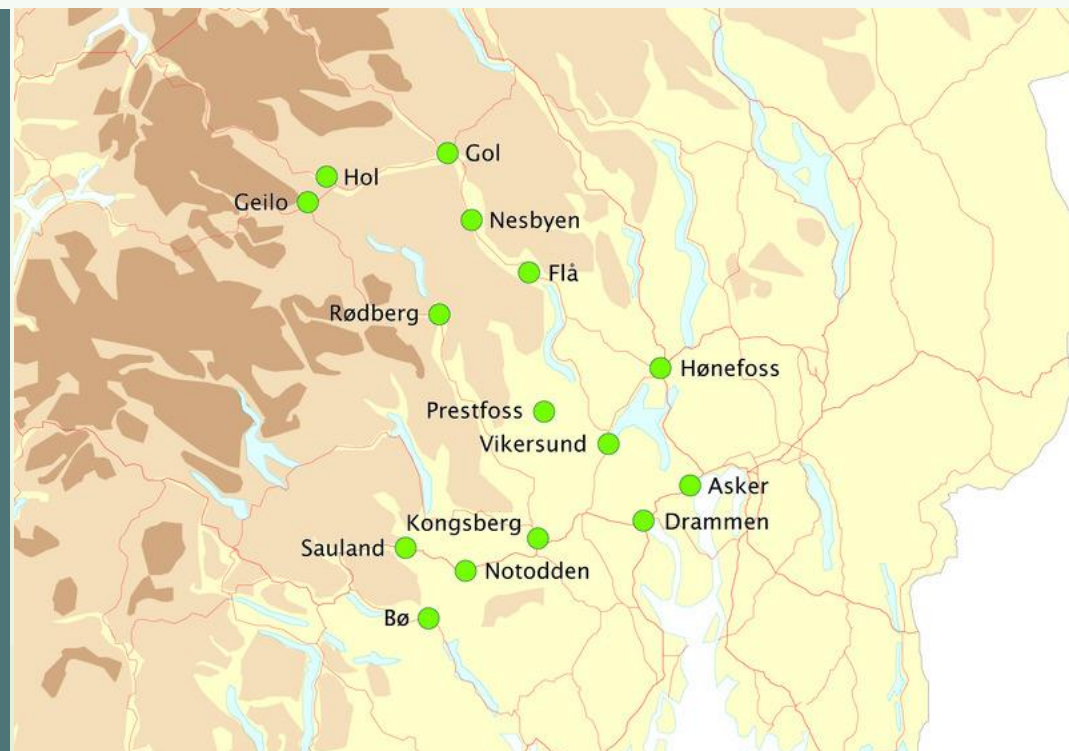 Gol
Hol
Geilo
Nesbyen
Flå
Rødberg
Hønefoss
Prestfoss
Vikersund
Asker
Drammen
Kongsberg
Sauland
Notodden
Bø